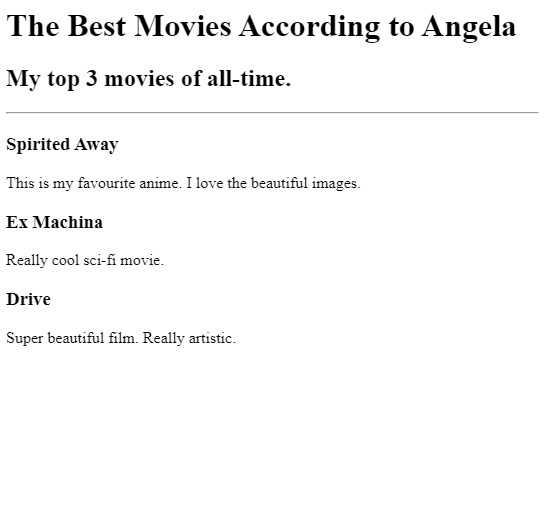 The Best Movies According to Angela
My top 3 movies of all-time.
Spirited Away
This is my favourite anime. I love the beautiful images.
Ex Machina
Really cool sci-fi movie.
Drive
Super beautiful film. Really artistic.